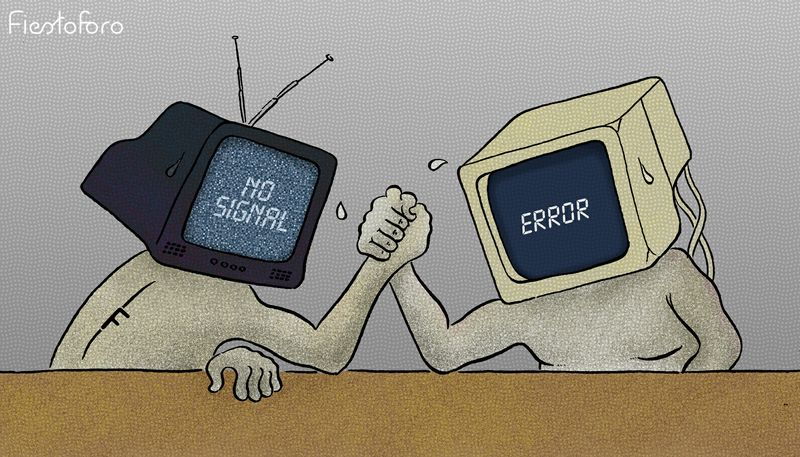 Fiestoforo
NO
SIGNAL
ERROR